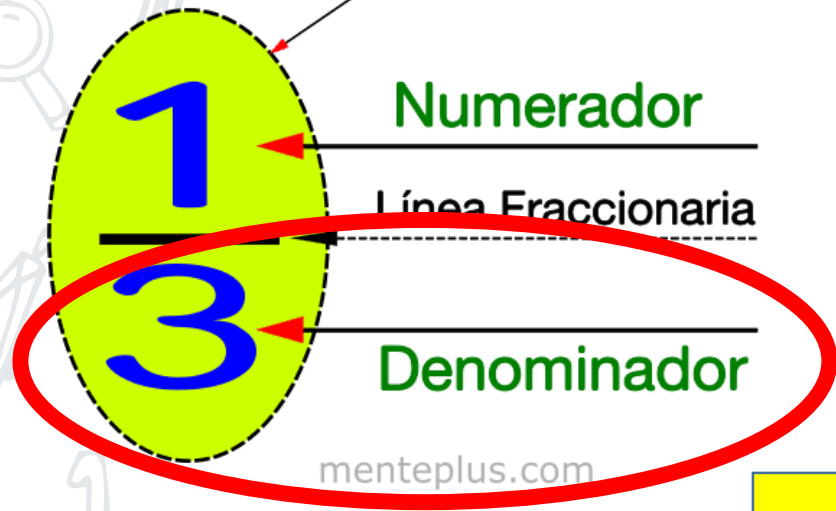 1
Numerador
Línea Fraccionaria
3
Denominador
menteplus.com